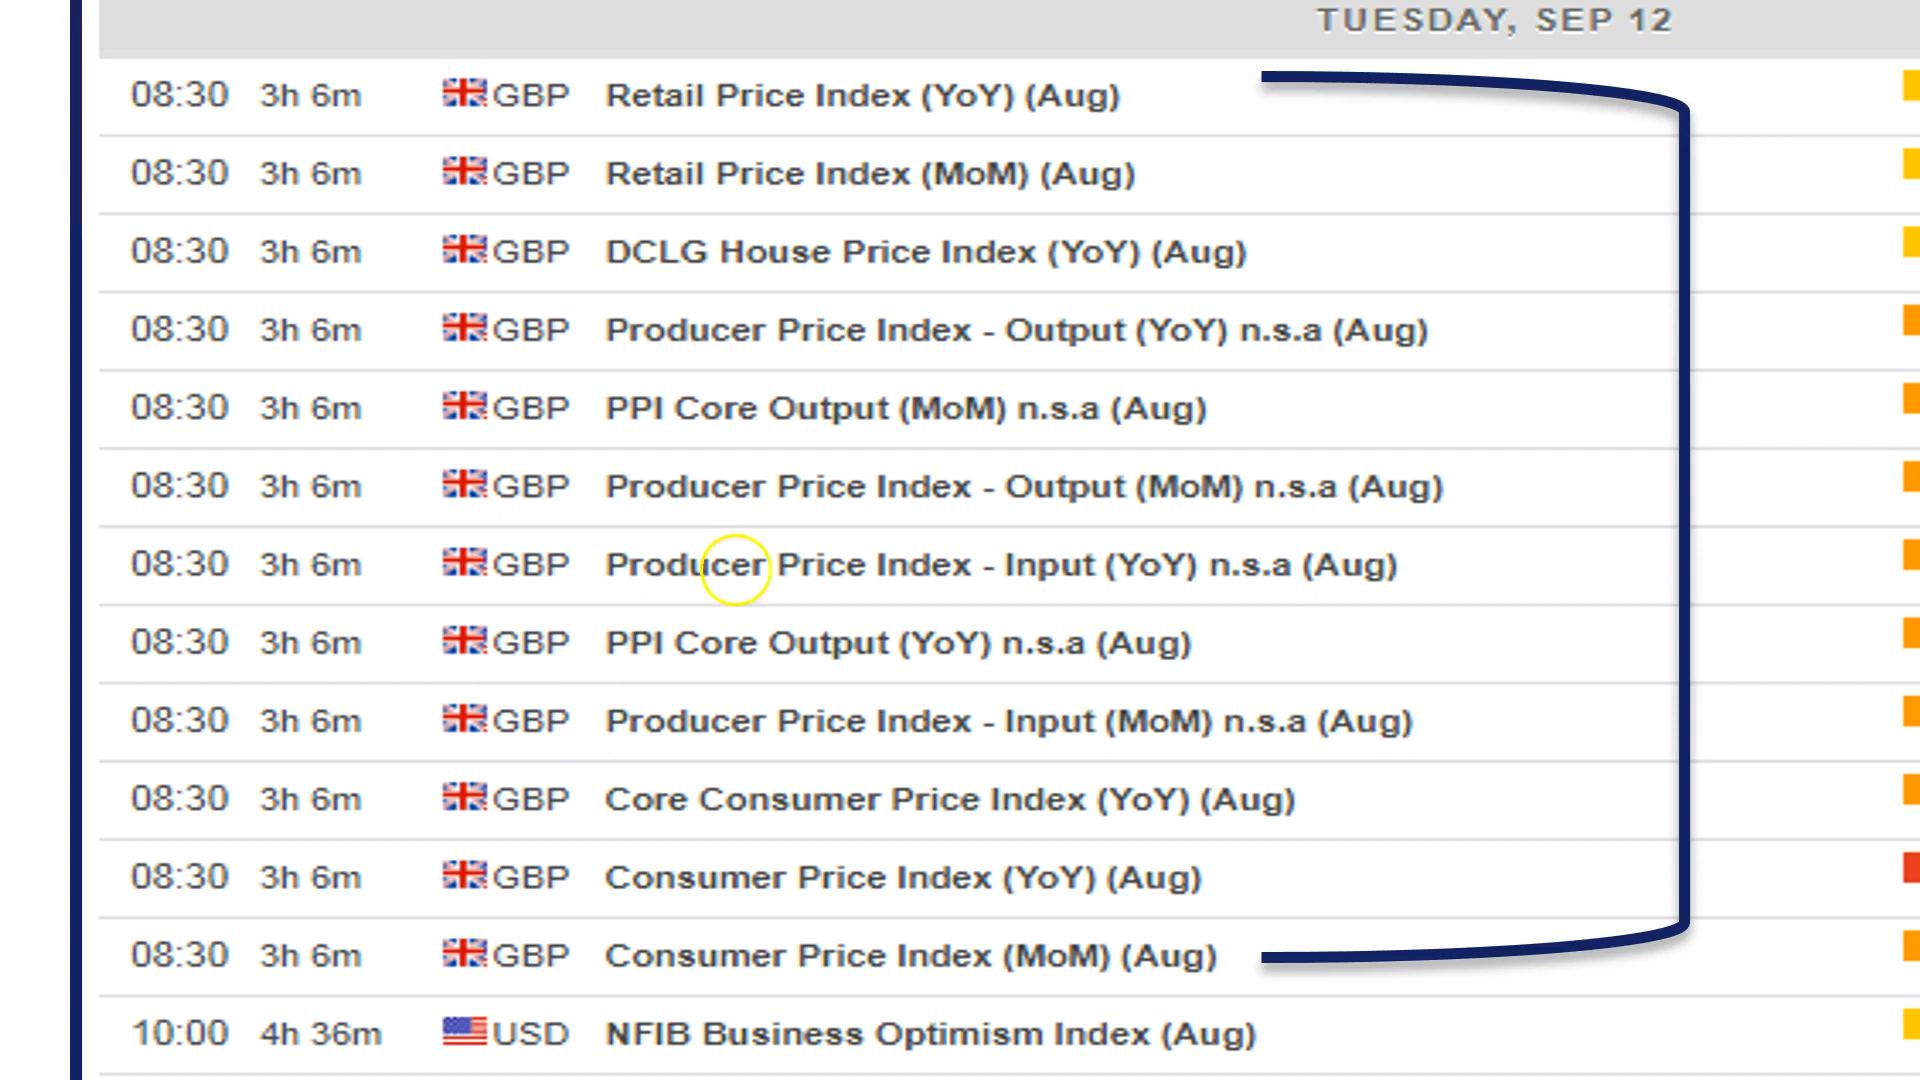 TUESDAY, SEP 12
08:30 3h 6m GBP Retail Price Index (YoY) (Aug)
08:30 3h 6m GBP Retail Price Index (MoM) (Aug)
08:30 3h 6m GBP DCLG House Price Index (YoY) (Aug)
08:30 3h 6m GBP Producer Price Index - Output (YoY) n.s.a (Aug)
08:30 3h 6m GBP PPI Core Output (MoM) n.s.a (Aug)
08:30 3h 6m GBP Producer Price Index - Output (MoM) n.s.a (Aug)
08:30 3h 6m GBP Producer Price Index - Input (YoY) n.s.a (Aug)
08:30 3h 6m GBP PPI Core Output (YoY) n.s.a (Aug)
08:30 3h 6m GBP Producer Price Index - Input (MoM) n.s.a (Aug)
08:30 3h 6m GBP Core Consumer Price Index (YoY) (Aug)
08:30 3h 6m GBP Consumer Price Index (YoY) (Aug)
08:30 3h 6m GBP Consumer Price Index (MoM) (Aug)
10:00 4h 36m USD NFIB Business Optimism Index (Aug)